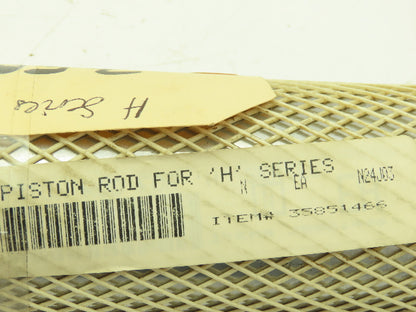 H Series
PISTON ROD FOR 'H' SERIES
N EA N24J03
ITEM# 35851466